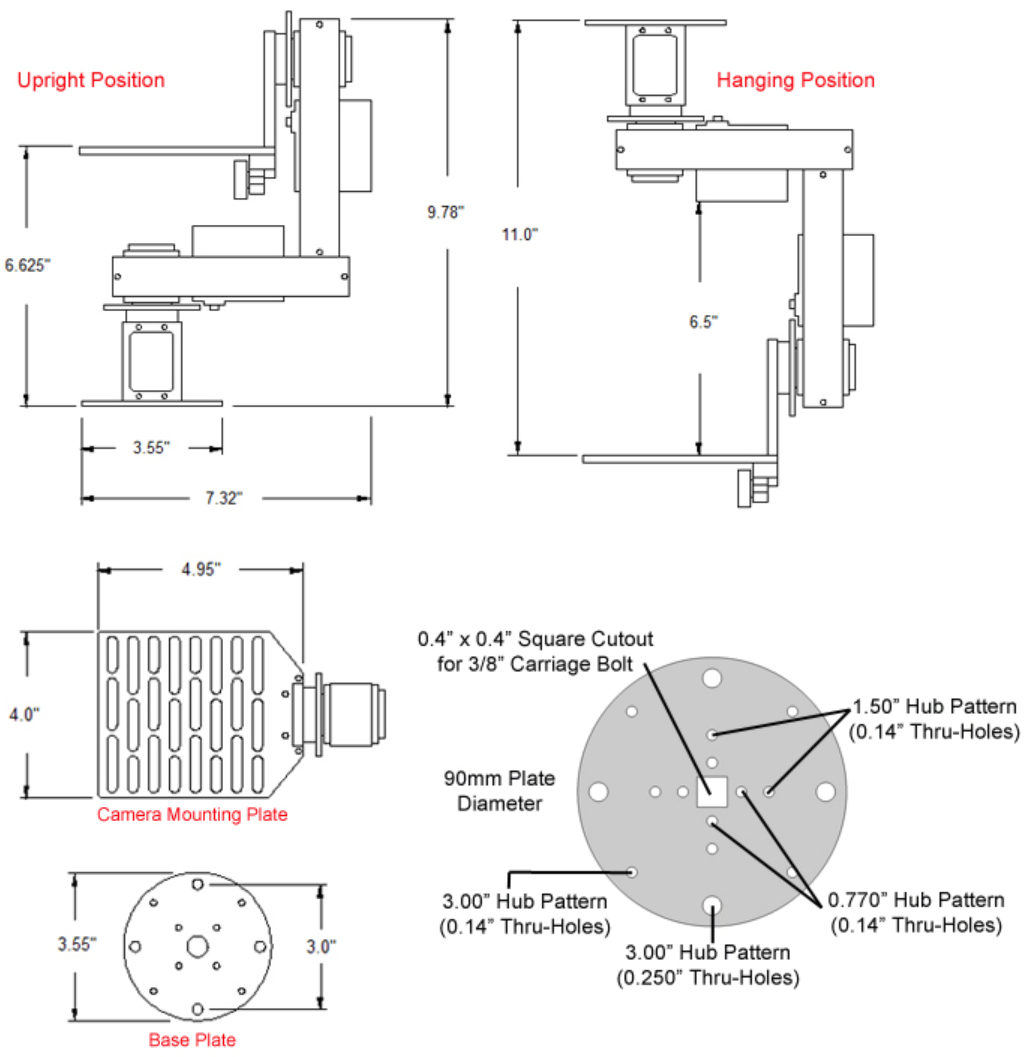 Upright Position
Hanging Position
9.78"
11.0"
6.625"
6.5"
3.55"
7.32"
4.95"
4.0"
Camera Mounting Plate
0.4” x 0.4” Square Cutout
for 3/8” Carriage Bolt
1.50” Hub Pattern
(0.14” Thru-Holes)
90mm Plate
Diameter
3.00” Hub Pattern
(0.14” Thru-Holes)
0.770” Hub Pattern
(0.14” Thru-Holes)
3.00” Hub Pattern
(0.250” Thru-Holes)
3.55"
3.0"
Base Plate